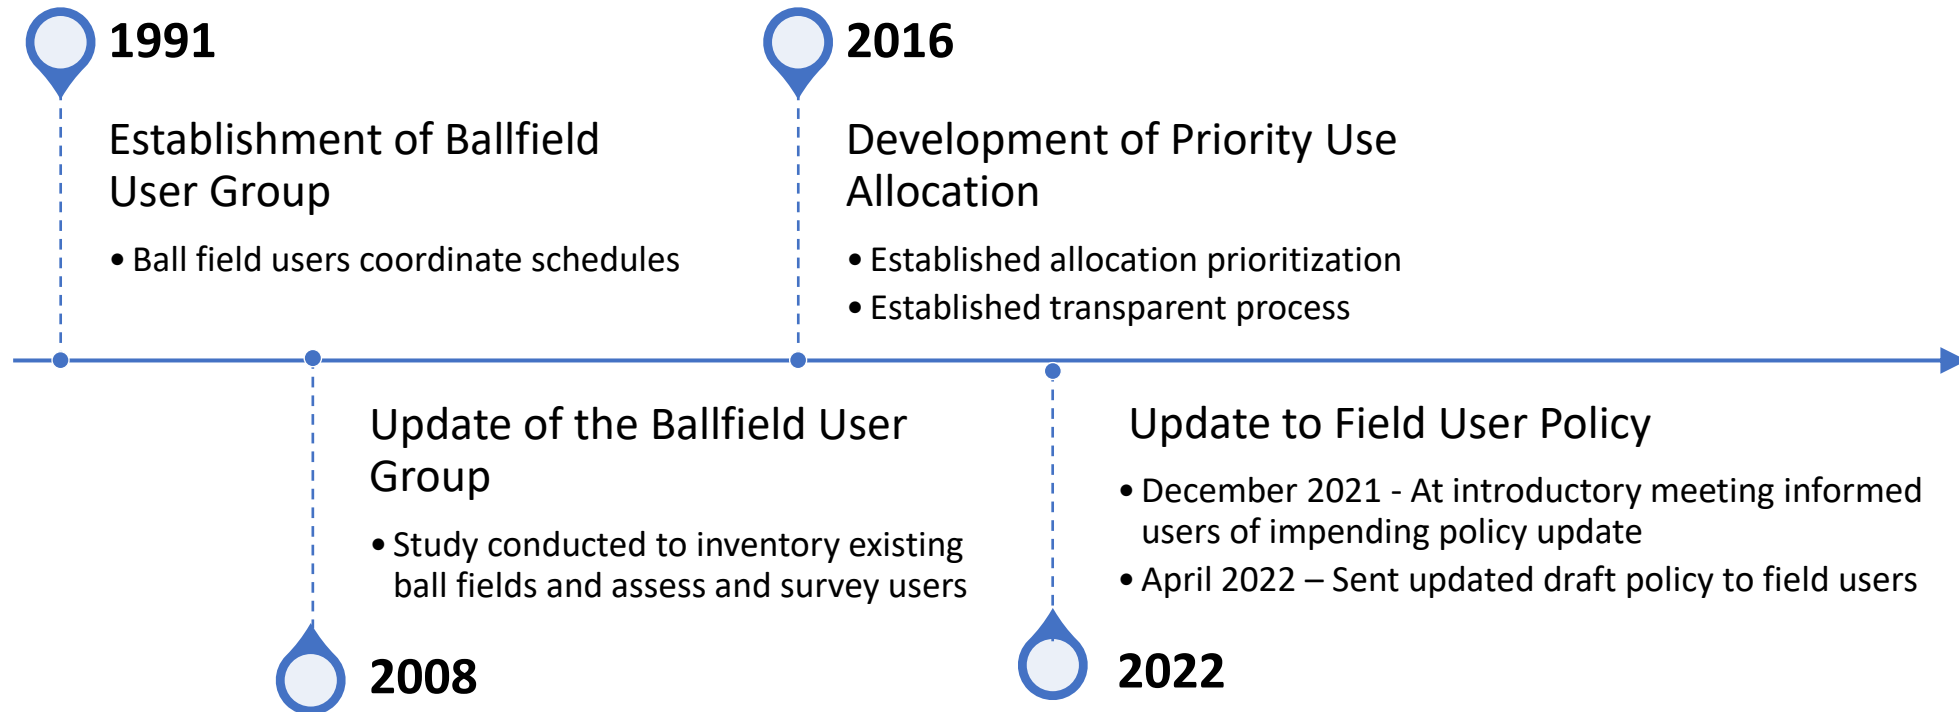 1991
Establishment of Ballfield
User Group
• Ball field users coordinate schedules
2016
Development of Priority Use
Allocation
• Established allocation prioritization
• Established transparent process
Update of the Ballfield User
Group
• Study conducted to inventory existing
ball fields and assess and survey users
2008
Update to Field User Policy
• December 2021 - At introductory meeting informed
users of impending policy update
• April 2022 – Sent updated draft policy to field users
2022